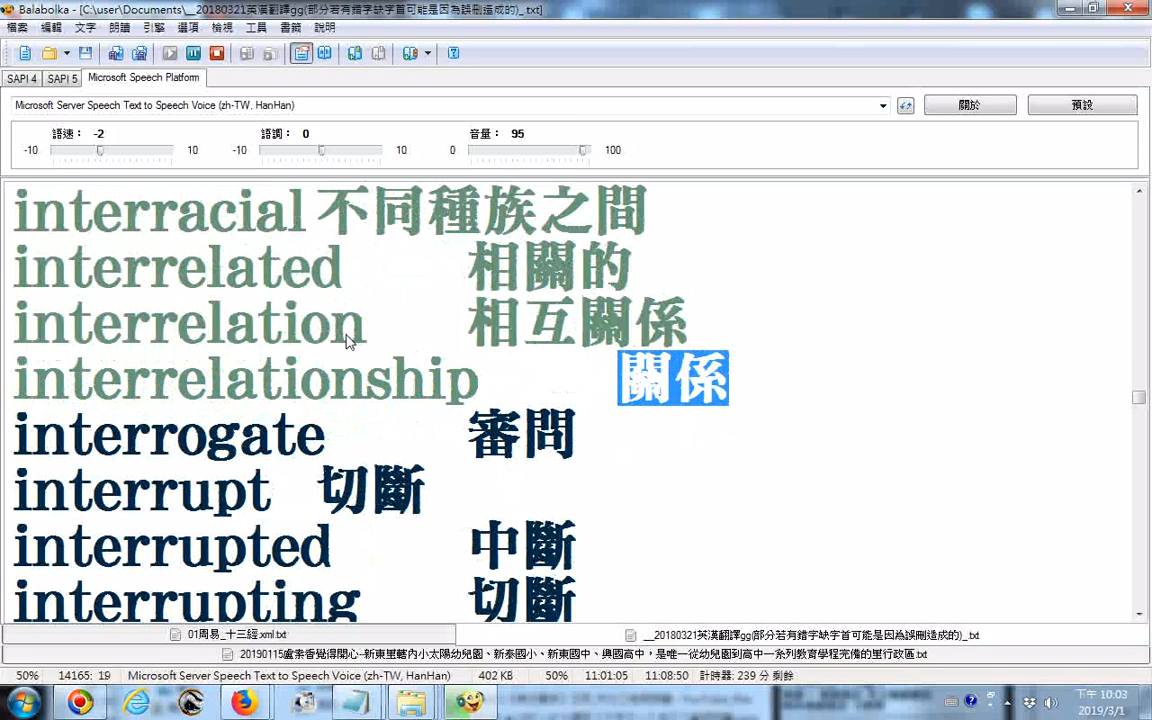 Balabolka - [C:\user\Documents\__20180321英漢翻譯gg(部分若有錯字缺字首可能是因為誤刪造成的)_.txt]
檔案 編輯 文字 朗讀 引擎 選項 檢視 工具 書籤 說明
SAPI 4 SAPI 5 Microsoft Speech Platform
Microsoft Server Speech Text to Speech Voice (zh-TW, HanHan) 關於 預設
語速： -2 語調： 0 音量： 95
-10 10 -10 10 0 100
interracial 不同種族之間
interrelated 相關的
interrelation 相互關係
interrelationship 關係
interrogate 審問
interrupt 切斷
interrupted 中斷
interrupting 切斷
01周易_十三經.xml.txt __20180321英漢翻譯gg(部分若有錯字缺字首可能是因為誤刪造成的)_.txt
20190115盧素香覺得開心-新東里轄內小太陽幼兒園、新泰國小、新東國中、興國高中，是唯一從幼兒園到高中一系列教育學程完備的里行政區.txt
50% 14165: 19 Microsoft Server Speech Text to Speech Voice (zh-TW, HanHan) 402 KB 50% 11:01:05 11:08:50 計時器: 239 分 剩餘
下午 10:03
2019/3/1